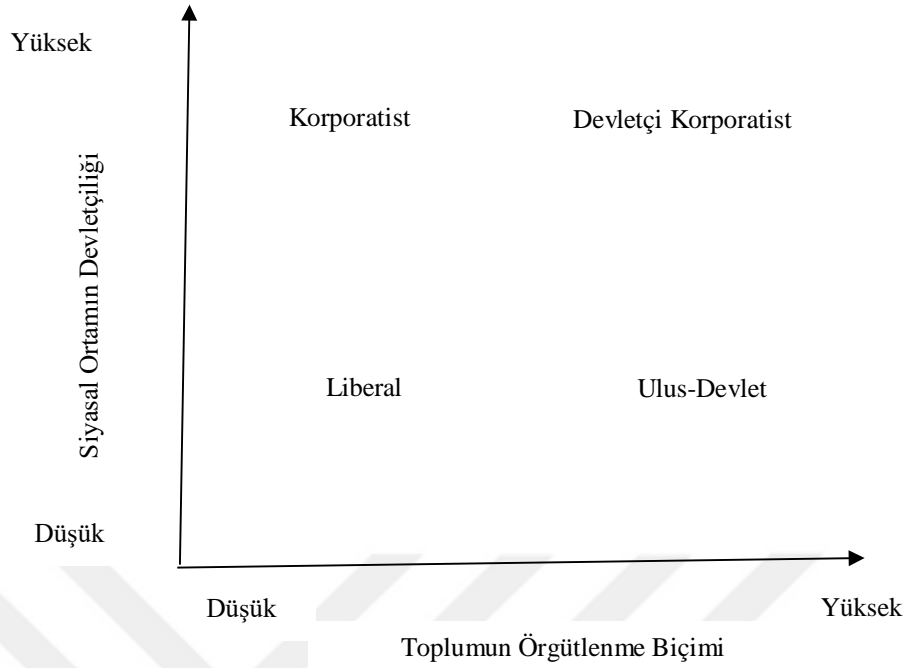 Yüksek
Korporatist
Devletçi Korporatist
Siyasal Ortamın Devletçiliği
Liberal
Ulus-Devlet
Düşük
Düşük
Yüksek
Toplumun Örgütlenme Biçimi